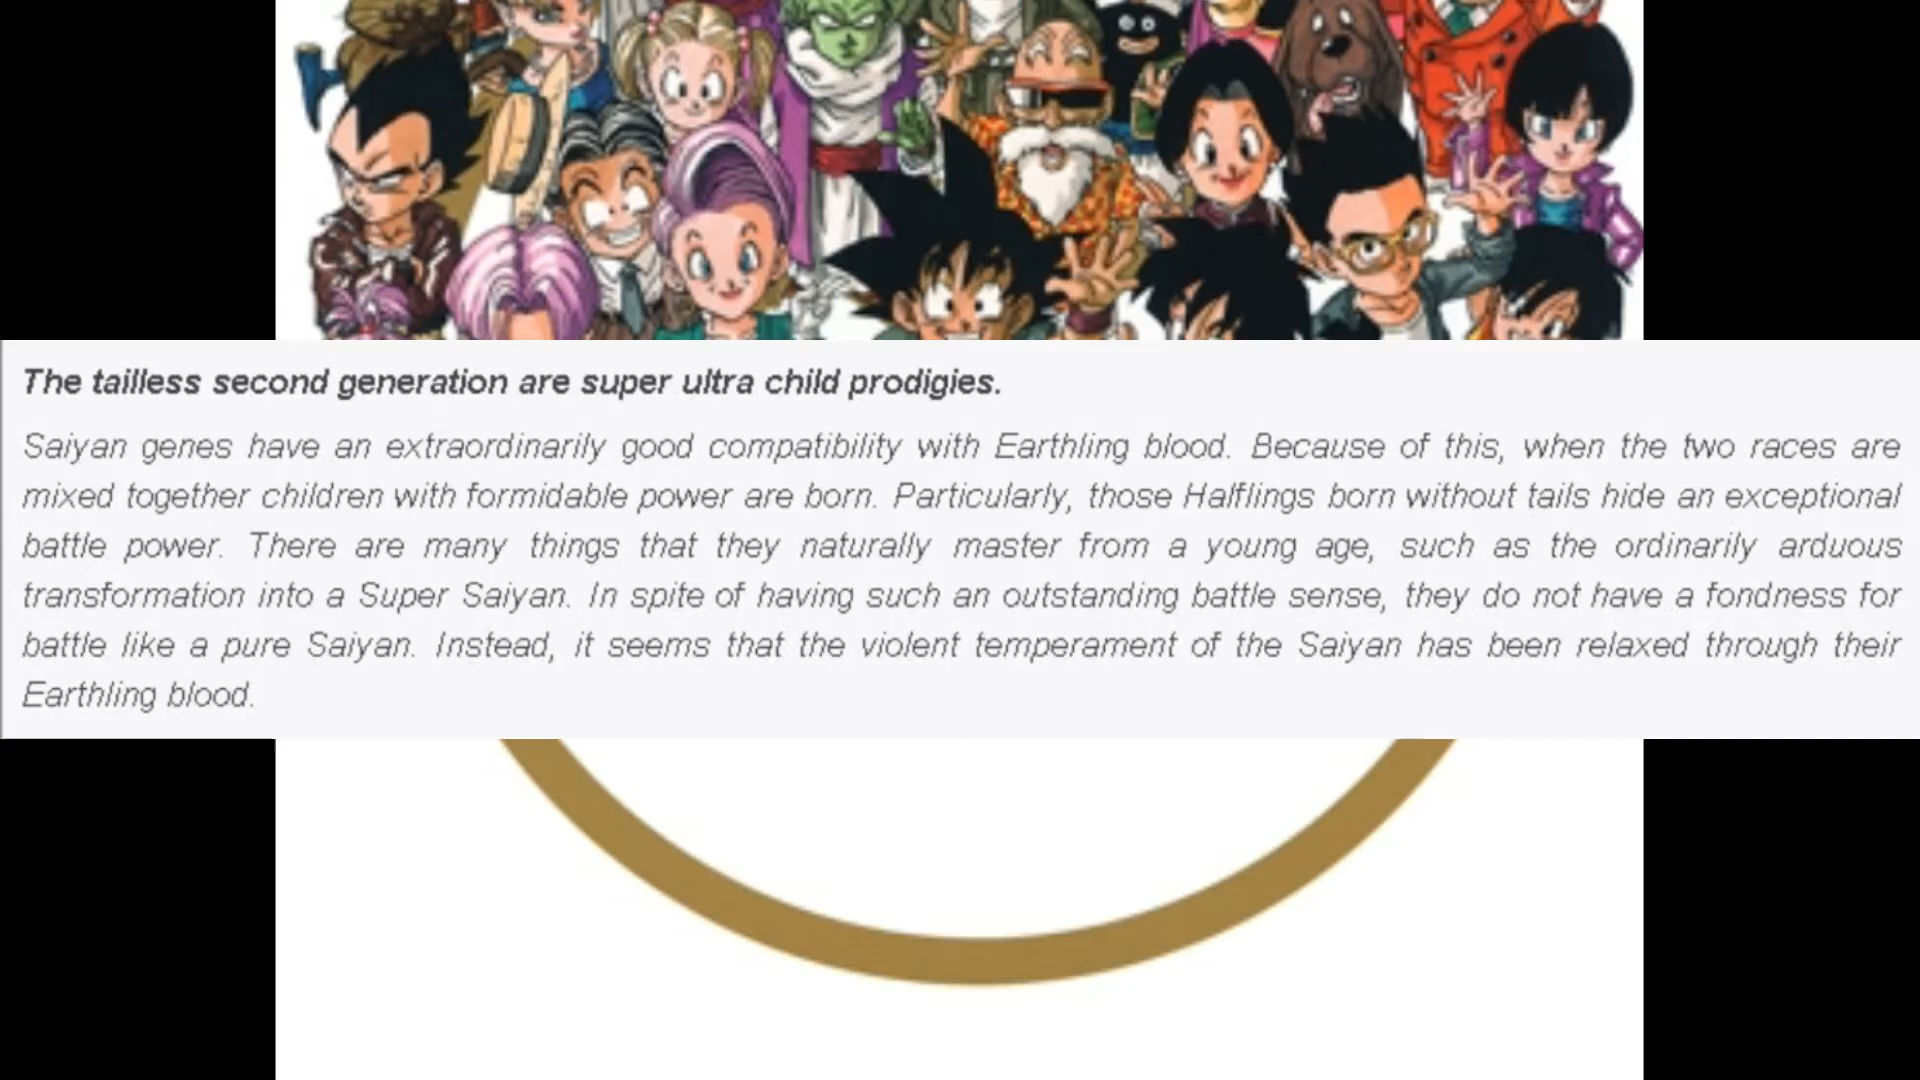 The tailless second generation are super ultra child prodigies.
Saiyan genes have an extraordinarily good compatibility with Earthling blood. Because of this, when the two races are
mixed together children with formidable power are born. Particularly, those Halflings born without tails hide an exceptional
battle power. There are many things that they naturally master from a young age, such as the ordinarily arduous
transformation into a Super Saiyan. In spite of having such an outstanding battle sense, they do not have a fondness for
battle like a pure Saiyan. Instead, it seems that the violent temperament of the Saiyan has been relaxed through their
Earthling blood.